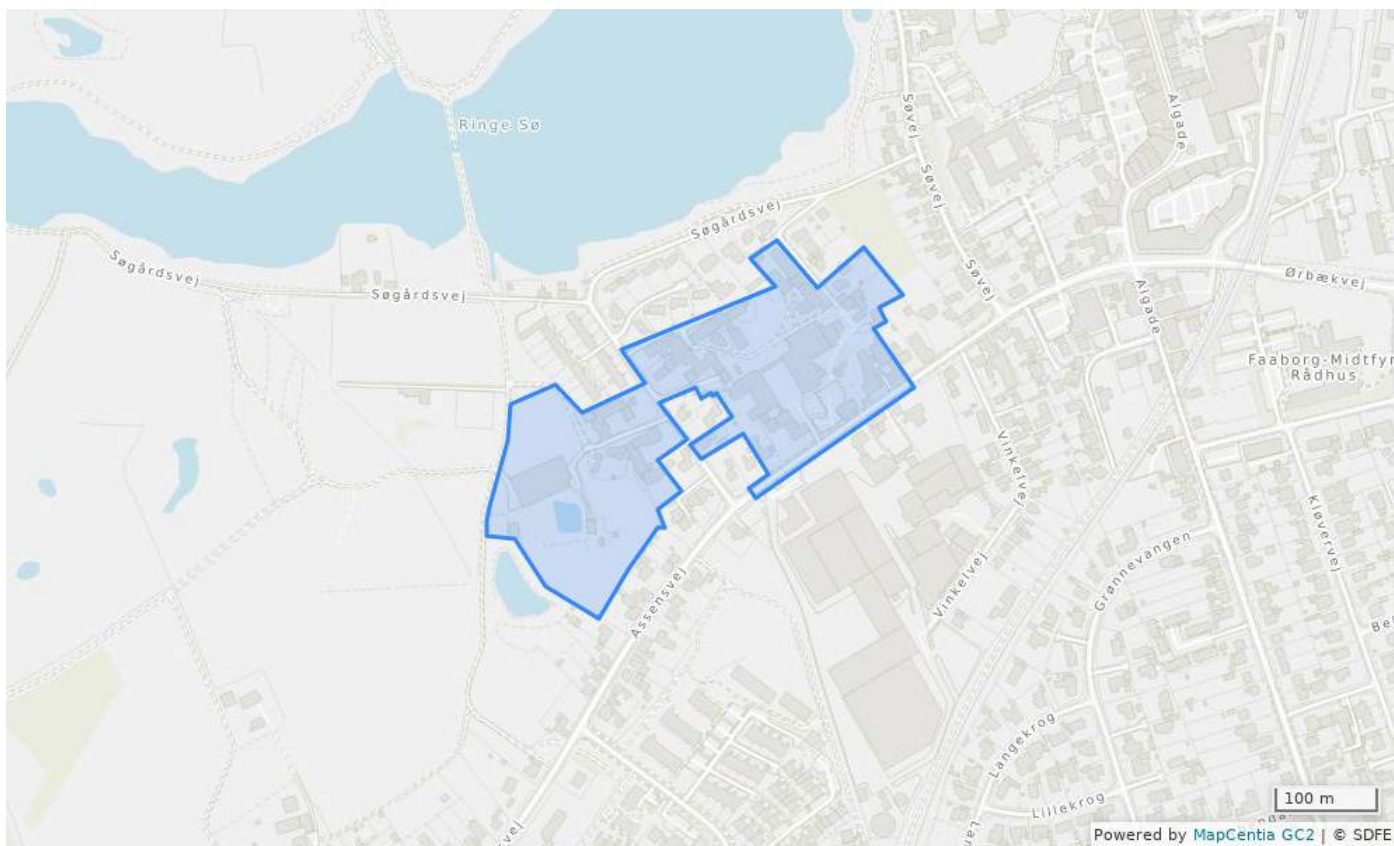 Ringe Sø
Søvej
Algade
Søvej
Søgårdsvej
Søgårdsvej
Søgårdsvej
Søvej
Ørbækvej
Algade
Faaborg-Midtfyn
Rådhus
Vinkelvej
Kløvervej
Grønnevangen
Vinkelvej
Assensvej
Langekrog
Lillekrog
100 m
Powered by MapCentia GC2 | © SDFE